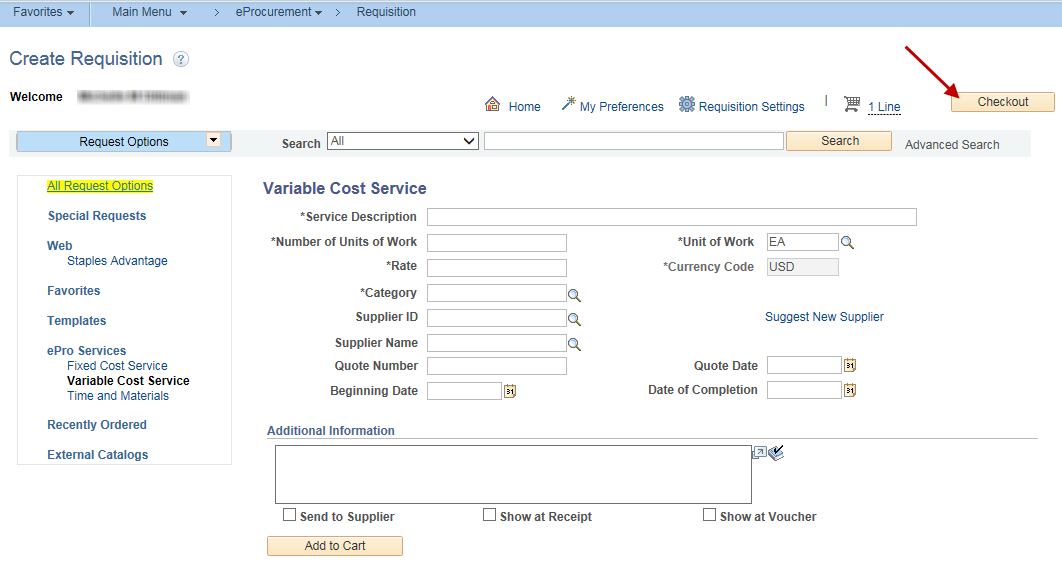 Favorites Main Menu > eProcurement > Requisition
Create Requisition ?
Welcome
Home My Preferences Requisition Settings | 1 Line Checkout
Request Options Search All Search Advanced Search
All Request Options
Special Requests
Web
Staples Advantage
Favorites
Templates
ePro Services
Fixed Cost Service
Variable Cost Service
Time and Materials
Recently Ordered
External Catalogs
Variable Cost Service
*Service Description
*Number of Units of Work *Unit of Work EA
*Rate *Currency Code USD
*Category
Supplier ID Suggest New Supplier
Supplier Name
Quote Number Quote Date 31
Beginning Date 31 Date of Completion 31
Additional Information
Send to Supplier Show at Receipt Show at Voucher
Add to Cart